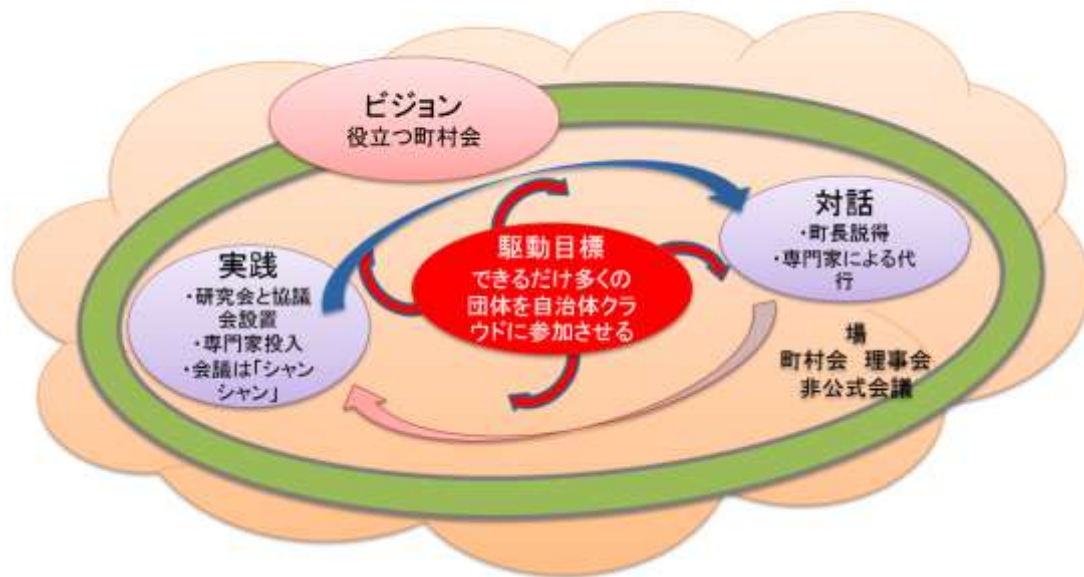 ビジョン
役立つ町村会
対話
・町長説得
・専門家による代
行
駆動目標
できるだけ多くの
団体を自治体クラ
ウドに参加させる
実践
・研究会と協議
会設置
・専門家投入
・会議は「シャン
シャン」
場
町村会 理事会
非公式会議